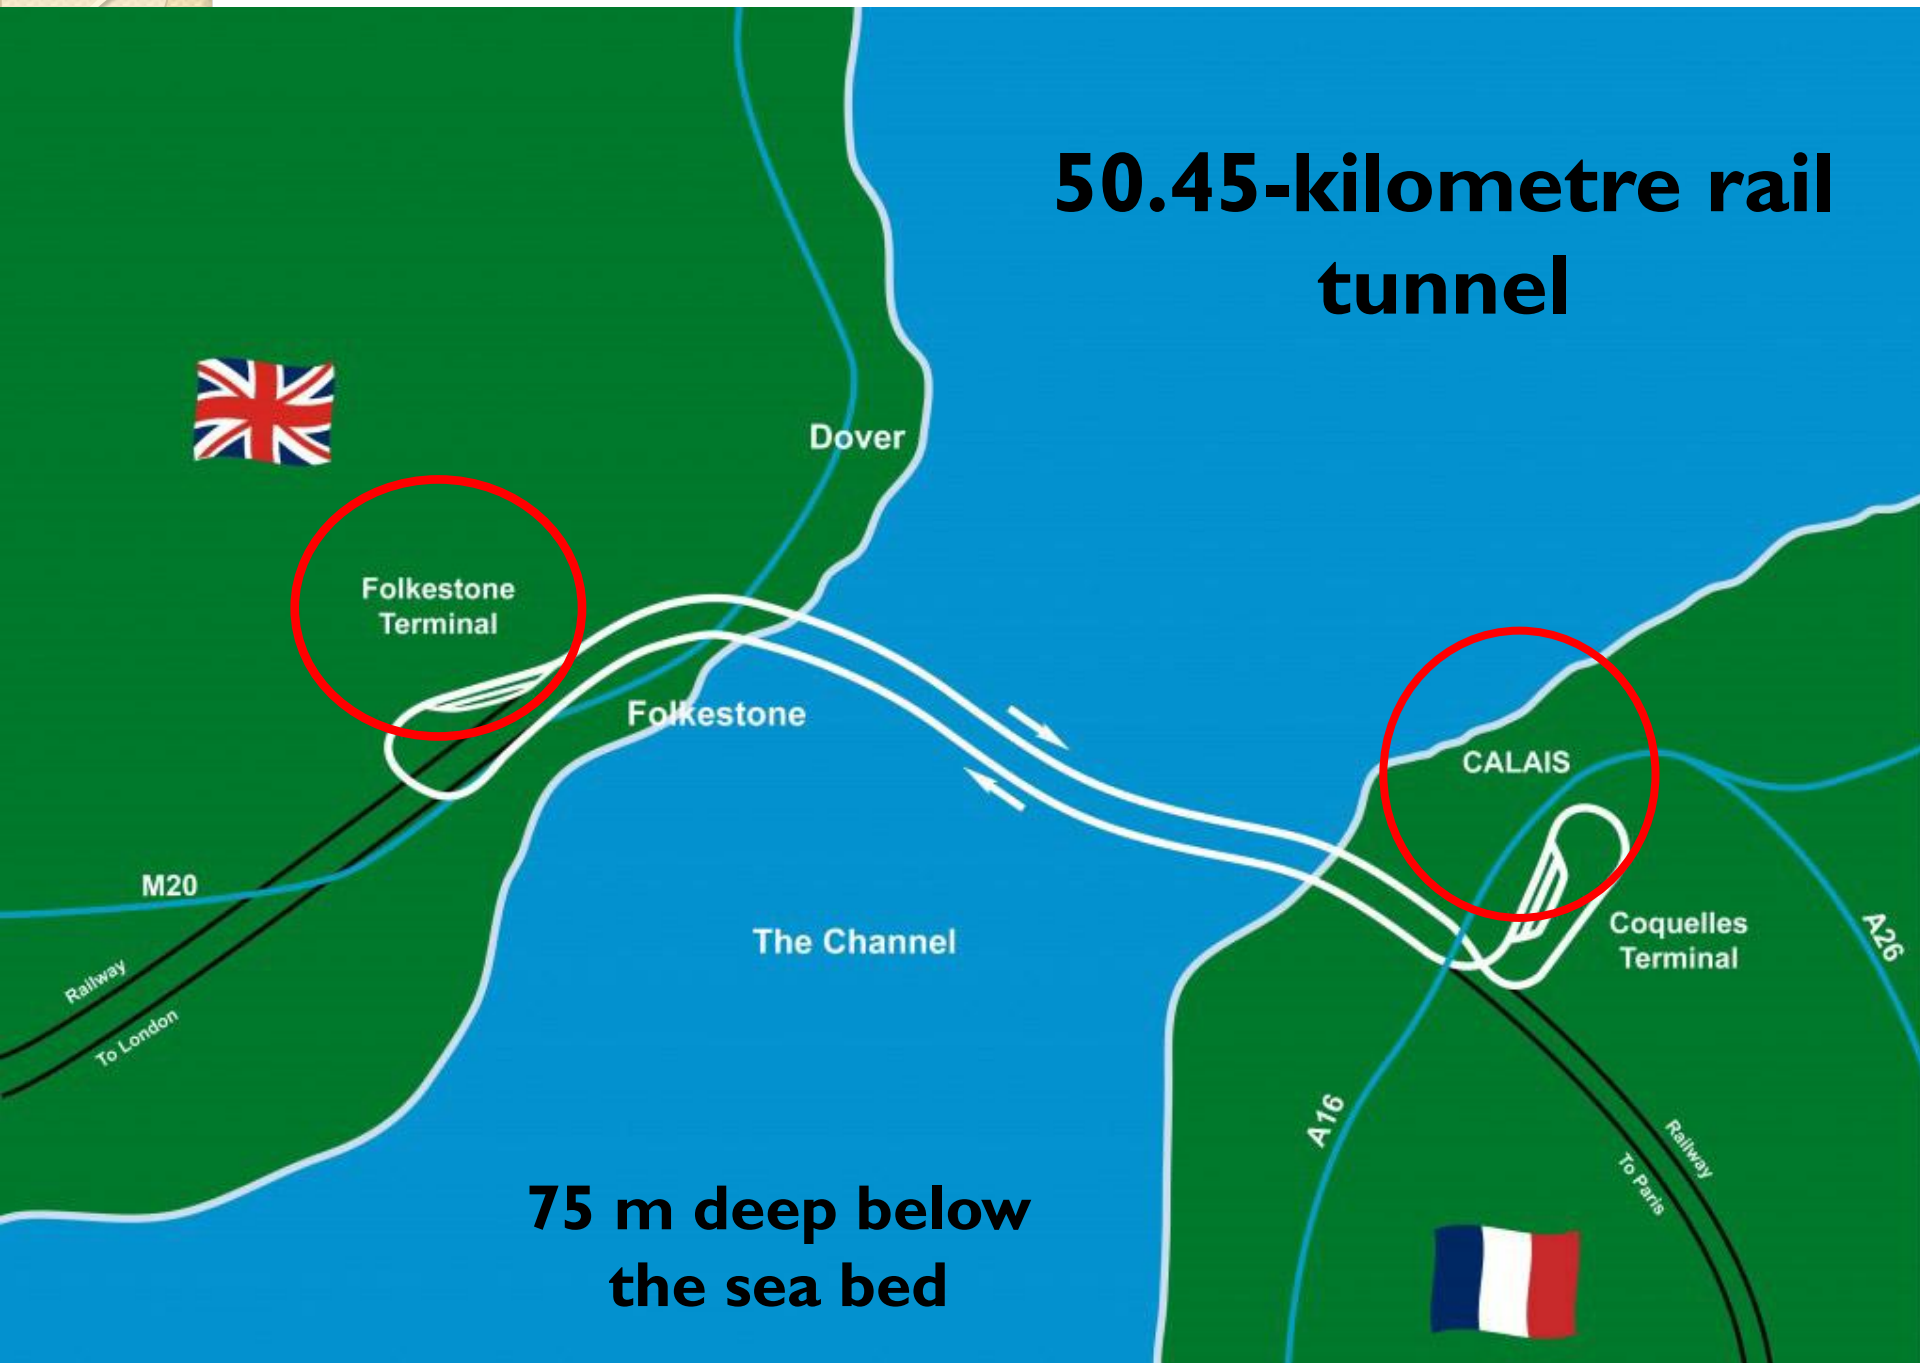 50.45-kilometre rail
tunnel
Dover
Folkestone
Terminal
Folkestone
CALAIS
M20
Coquelles
Terminal
A26
The Channel
Railway
To London
A16
Railway
To Paris
75 m deep below
the sea bed